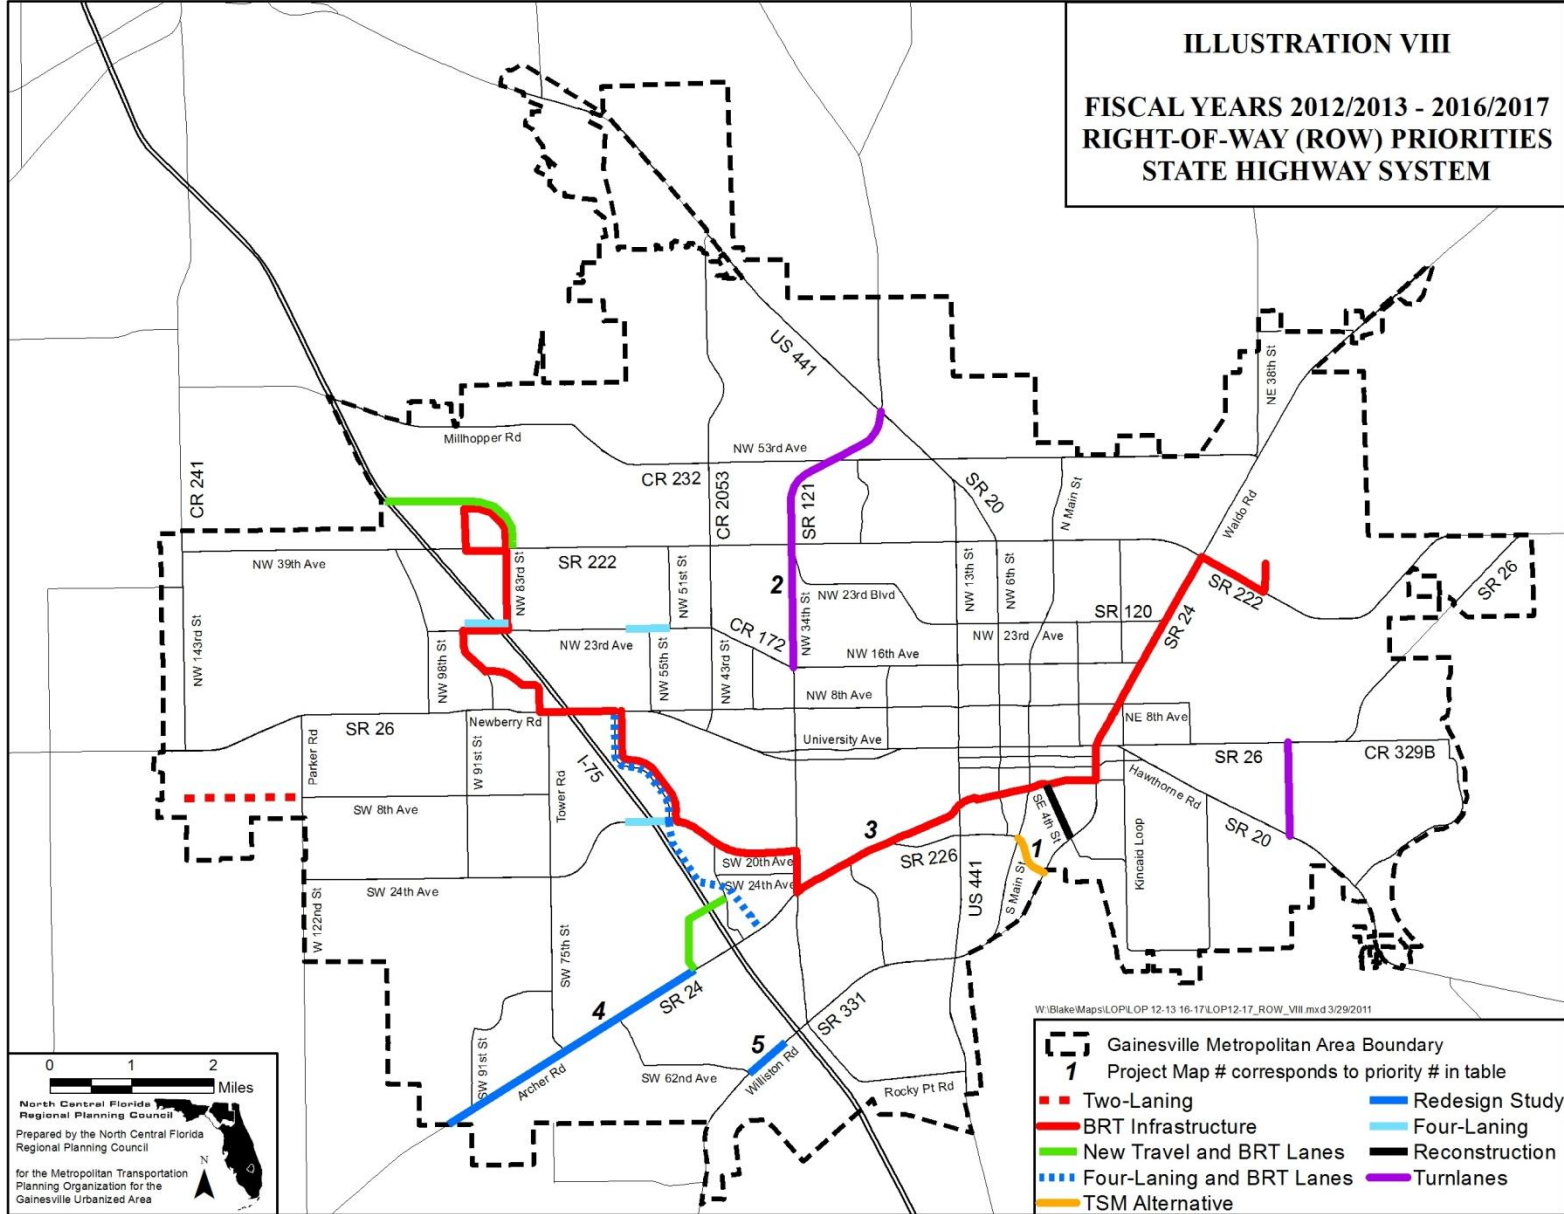 ILLUSTRATION VIII
FISCAL YEARS 2012/2013 - 2016/2017
RIGHT-OF-WAY (ROW) PRIORITIES
STATE HIGHWAY SYSTEM
US 441
NE 38th St
Millhopper Rd
NW 53rd Ave
CR 241
CR 232
CR 2053
SR 121
SR 20
N Main St
Waldo Rd
NW 39th Ave
NW 83rd St
SR 222
NW 51st St
2
NW 34th St
NW 23rd Blvd
NW 13th St
NW 6th St
SR 120
SR 24
SR 222
SR 26
NW 143rd St
NW 98th St
NW 23rd Ave
NW 55th St
NW 43rd St
CR 172
NW 16th Ave
NW 23rd Ave
NW 8th Ave
NE 8th Ave
SR 26
Newberry Rd
University Ave
SR 26
CR 329B
Parker Rd
W 91st St
I-75
Tower Rd
SW 8th Ave
Hawthorne Rd
SE 4th St
3
SR 226
1
Kincaid Loop
SR 20
SW 20th Ave
SW 24th Ave
SW 24th Ave
W 122nd St
US 441
S Main St
SW 75th St
SR 24
4
SR 331
5
Williston Rd
SW 91st St
Archer Rd
SW 62nd Ave
Rocky Pt Rd
W:\Blake\Maps\LOP\LOP 12-13 16-17\LOP12-17_ROW_VIII.mxd 3/29/2011
Gainesville Metropolitan Area Boundary
1 Project Map # corresponds to priority # in table
Two-Laning
BRT Infrastructure
New Travel and BRT Lanes
Four-Laning and BRT Lanes
TSM Alternative
Redesign Study
Four-Laning
Reconstruction
Turnlanes
0 1 2
Miles
North Central Florida
Regional Planning Council
Prepared by the North Central Florida
Regional Planning Council
for the Metropolitan Transportation
Planning Organization for the
Gainesville Urbanized Area
N